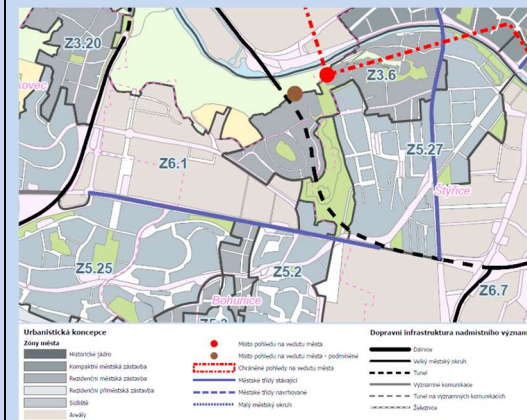 Z3.20
Z3.6
Z6.1
Z5.27
Štýřice
Z5.25
Z5.2
Bohunice
Z6.7
Urbanistická koncepce
Zóny města
Historické jádro
Kompaktní městská zástavba
Rezidenční městská zástavba
Rezidenční příměstská zástavba
Sídliště
Areály
Místo pohledu na vedutu města
Místo pohledu na vedutu města - podmíněné
Chráněné pohledy na vedutu města
Městské třídy stávající
Městské třídy navrhované
Malý městský okruh
Dopravní infrastruktura nadmístního význam
Dálnice
Velký městský okruh
Tunel
Významné komunikace
Tunel na významných komunikacích
Železnice